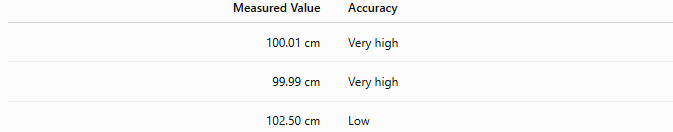 Measured Value Accuracy
100.01 cm Very high
99.99 cm Very high
102.50 cm Low